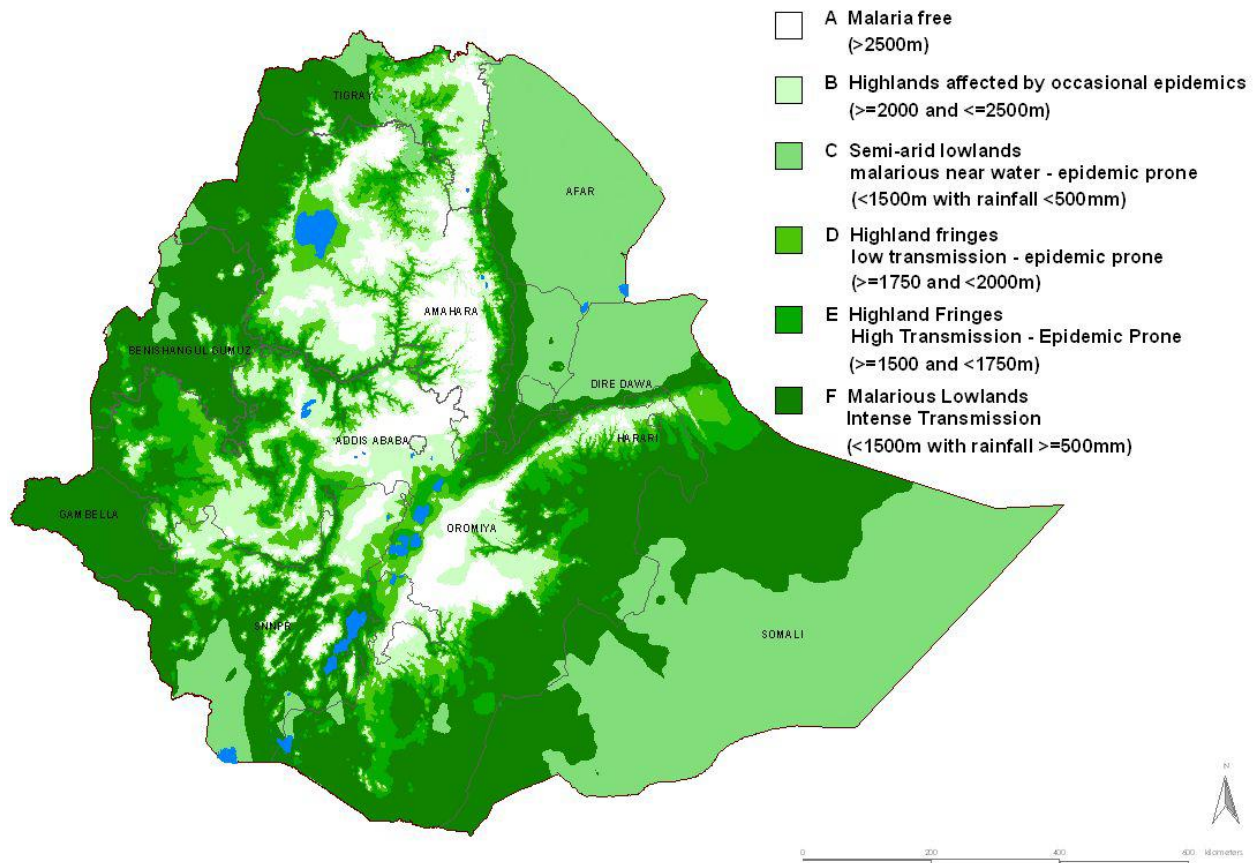 A Malaria free
(>2500m)
B Highlands affected by occasional epidemics
(>=2000 and <=2500m)
C Semi-arid lowlands
malarious near water - epidemic prone
(<1500m with rainfall <500mm)
D Highland fringes
low transmission - epidemic prone
(>=1750 and <2000m)
E Highland Fringes
High Transmission - Epidemic Prone
(>=1500 and <1750m)
F Malarious Lowlands
Intense Transmission
(<1500m with rainfall >=500mm)
TIGRAY
AFAR
AMAHARA
BENISHANGUL GUMUZ
DIRE DAWA
ADDIS ABABA
HARARI
GAMBELLA
OROMIYA
SNNPR
SOMALI
N
0 200 400 600 kilometers